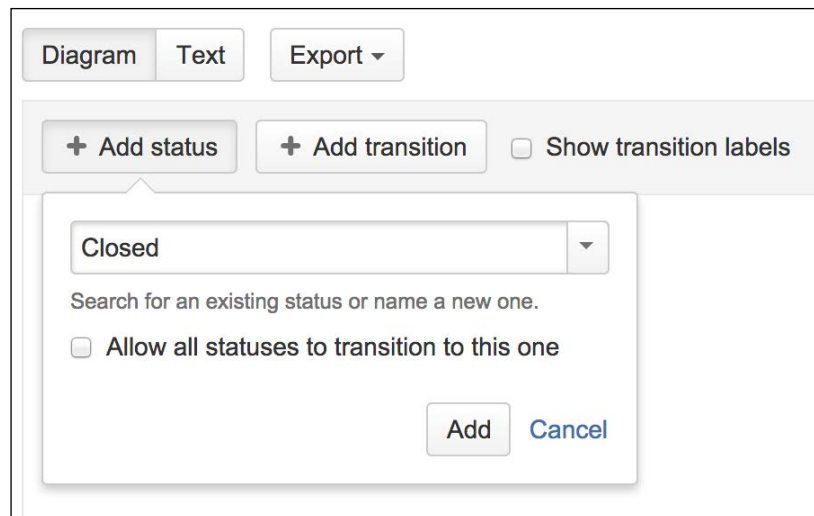 Diagram Text Export
+ Add status + Add transition Show transition labels
Closed
Search for an existing status or name a new one.
Allow all statuses to transition to this one
Add Cancel